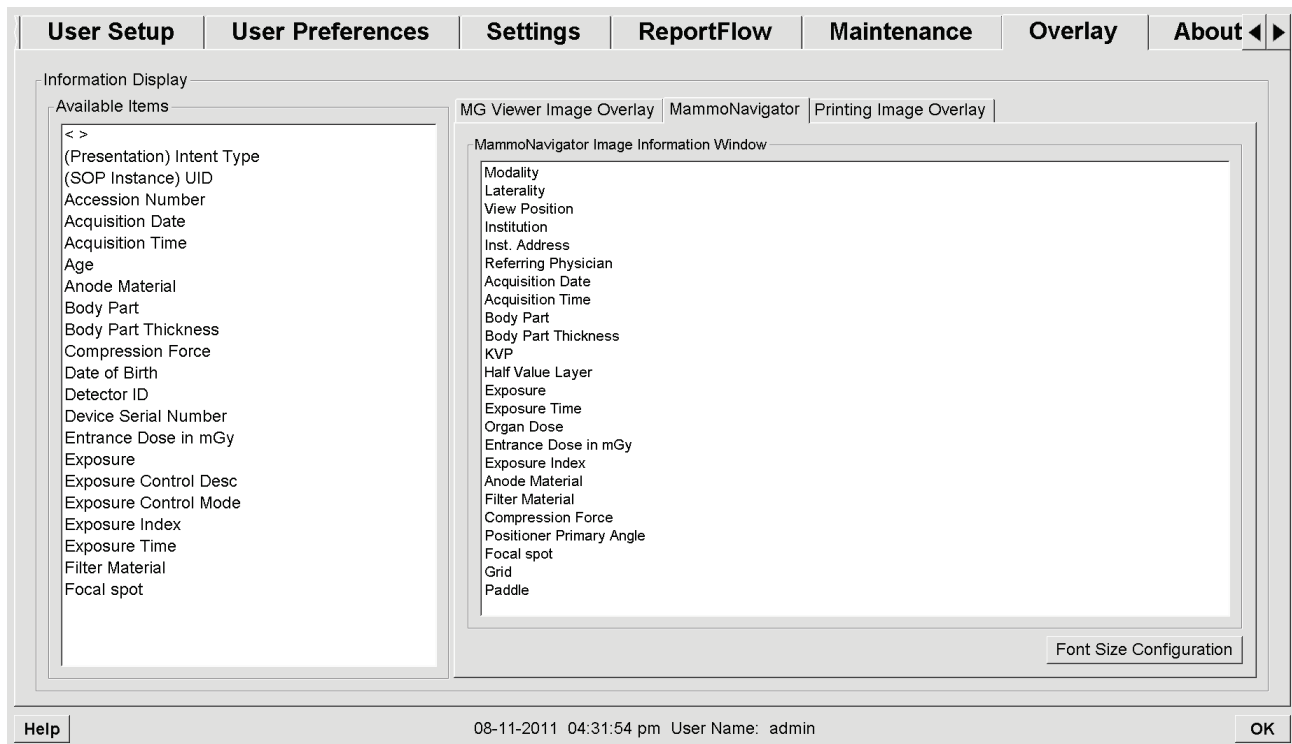 User Setup User Preferences Settings ReportFlow Maintenance Overlay About
Information Display
Available Items
< >
(Presentation) Intent Type
(SOP Instance) UID
Accession Number
Acquisition Date
Acquisition Time
Age
Anode Material
Body Part
Body Part Thickness
Compression Force
Date of Birth
Detector ID
Device Serial Number
Entrance Dose in mGy
Exposure
Exposure Control Desc
Exposure Control Mode
Exposure Index
Exposure Time
Filter Material
Focal spot
MG Viewer Image Overlay MammoNavigator Printing Image Overlay
MammoNavigator Image Information Window
Modality
Laterality
View Position
Institution
Inst. Address
Referring Physician
Acquisition Date
Acquisition Time
Body Part
Body Part Thickness
KVP
Half Value Layer
Exposure
Exposure Time
Organ Dose
Entrance Dose in mGy
Exposure Index
Anode Material
Filter Material
Compression Force
Positioner Primary Angle
Focal spot
Grid
Paddle
Font Size Configuration
Help 08-11-2011 04:31:54 pm User Name: admin OK